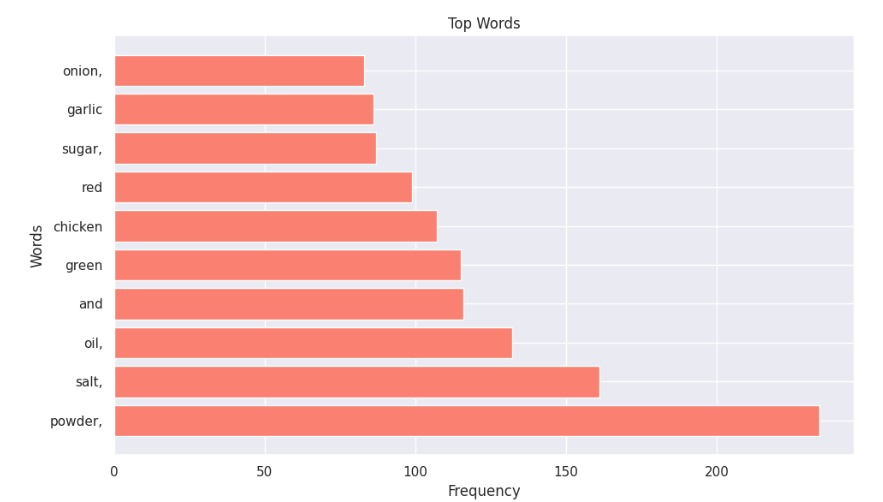 Top Words
onion,
garlic
sugar,
red
chicken
green
and
oil,
salt,
powder,
Words
0 50 100 150 200
Frequency